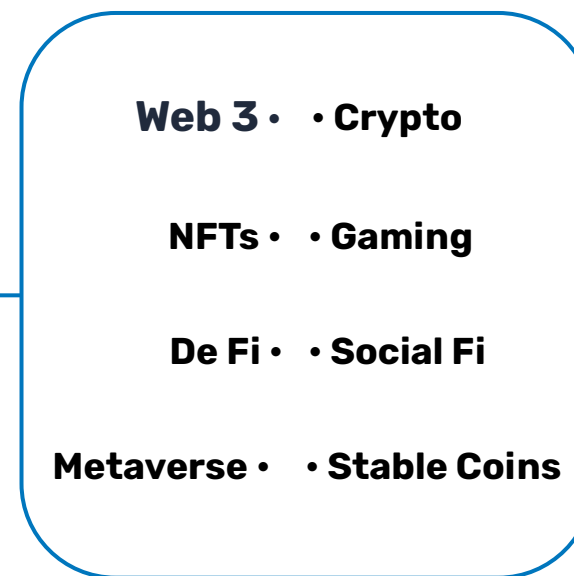 Web 3 • • Crypto
NFTs • • Gaming
De Fi • • Social Fi
Metaverse • • Stable Coins